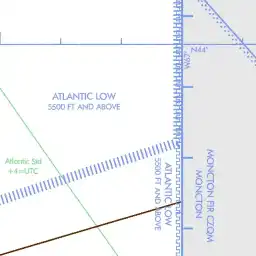 N44°
W59°
ATLANTIC LOW
5500 FT AND ABOVE
Atlantic Std
+4=UTC
ATLANTIC LOW
5500 FT AND ABOVE
MONCTON FIR CZQM
MONCTON